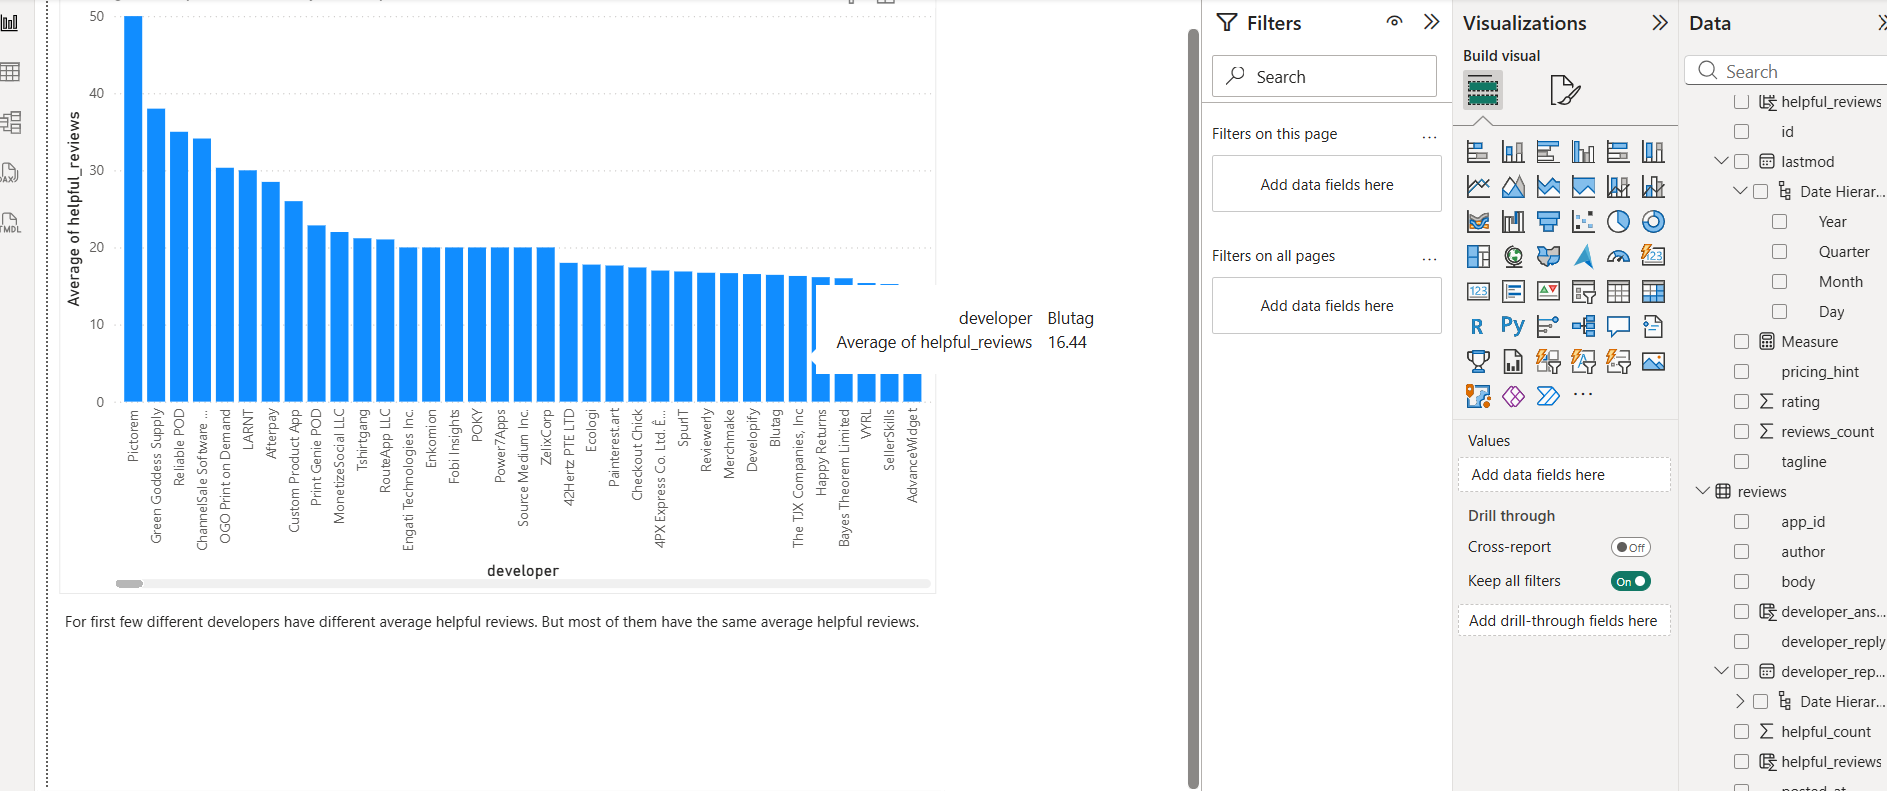 50
40
30
20
10
0
Average of helpful_reviews
developer Blutag
Average of helpful_reviews 16.44
Pictorem
Green Goddess Supply
Reliable POD
ChannelSale Software ...
OGO Print on Demand
LARNT
Afterpay
Custom Product App
Print Genie POD
MonetizeSocial LLC
Tshirtgang
RouteApp LLC
Engati Technologies Inc.
Enkomion
Fobi Insights
POKY
Power7Apps
Source Medium Inc.
ZelixCorp
42Hertz PTE LTD
Ecologi
Painterest.art
Checkout Chick
4PX Express Co. Ltd. Ê...
SpurIT
Reviewerly
Merchmake
Developify
Blutag
The TJX Companies, Inc
Happy Returns
Bayes Theorem Limited
VYRL
SellerSkills
AdvanceWidget
developer
For first few different developers have different average helpful reviews. But most of them have the same average helpful reviews.
DAX
TMDL
Filters
Search
Filters on this page ...
Add data fields here
Filters on all pages ...
Add data fields here
Visualizations
Build visual
123
123
R
Py
...
Values
Add data fields here
Drill through
Cross-report Off
Keep all filters On
Add drill-through fields here
Data
Search
helpful_reviews
id
lastmod
Date Hierar...
Year
Quarter
Month
Day
Measure
pricing_hint
rating
reviews_count
tagline
reviews
app_id
author
body
developer_ans...
developer_reply
developer_rep...
Date Hierar...
helpful_count
helpful_reviews
posted_at